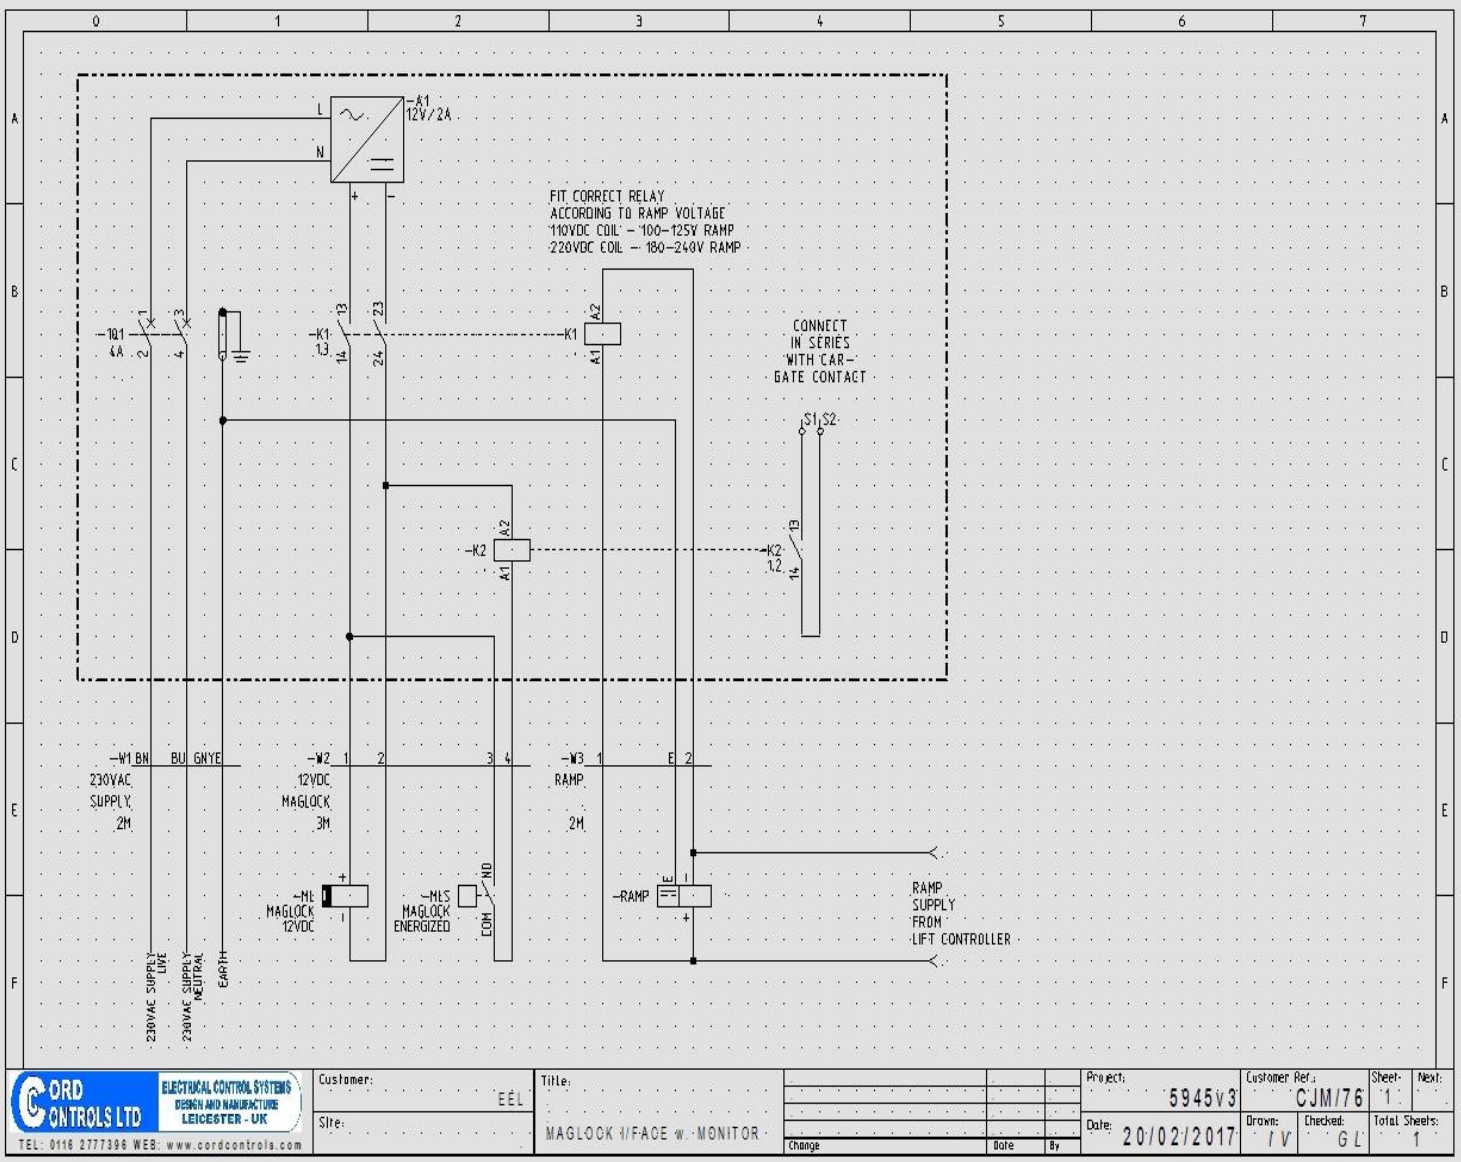 0 1 2 3 4 5 6 7
A A
-A1
12V/2A
L
N
+ -
FIT CORRECT RELAY
ACCORDING TO RAMP VOLTAGE
110VDC COIL - 100-125V RAMP
220VDC COIL - 180-240V RAMP
B B
1 3
-1Q1
4A
2 4
13 23
-K1
1,3
14 24
A2
-K1
A1
CONNECT
IN SERIES
WITH CAR-
GATE CONTACT
S1 S2
C C
A2
-K2
A1
13
-K2
1,2
14
D D
-W1 BN BU GNYE
230VAC
SUPPLY
2M
-W2 1 2 3 4
12VDC
MAGLOCK
3M
-W3 1 E 2
RAMP
2M
E E
+
-ML
MAGLOCK
12VDC
-
NO
-MLS
MAGLOCK
ENERGIZED
COM
E -
-RAMP
+
RAMP
SUPPLY
FROM
LIFT CONTROLLER
F F
230VAC SUPPLY
LIVE
230VAC SUPPLY
NEUTRAL
EARTH
CORD
CONTROLS LTD
ELECTRICAL CONTROL SYSTEMS
DESIGN AND MANUFACTURE
LEICESTER - UK
TEL: 0116 2777396 WEB: www.cordcontrols.com
Customer:
EEL
Site:
Title:
MAGLOCK I/FACE w. MONITOR
Change Date By
Project:
5945v3
Date:
20/02/2017
Customer Ref.:
CJM/76
Sheet:
1
Next:
Drawn:
IV
Checked:
GL
Total Sheets:
1